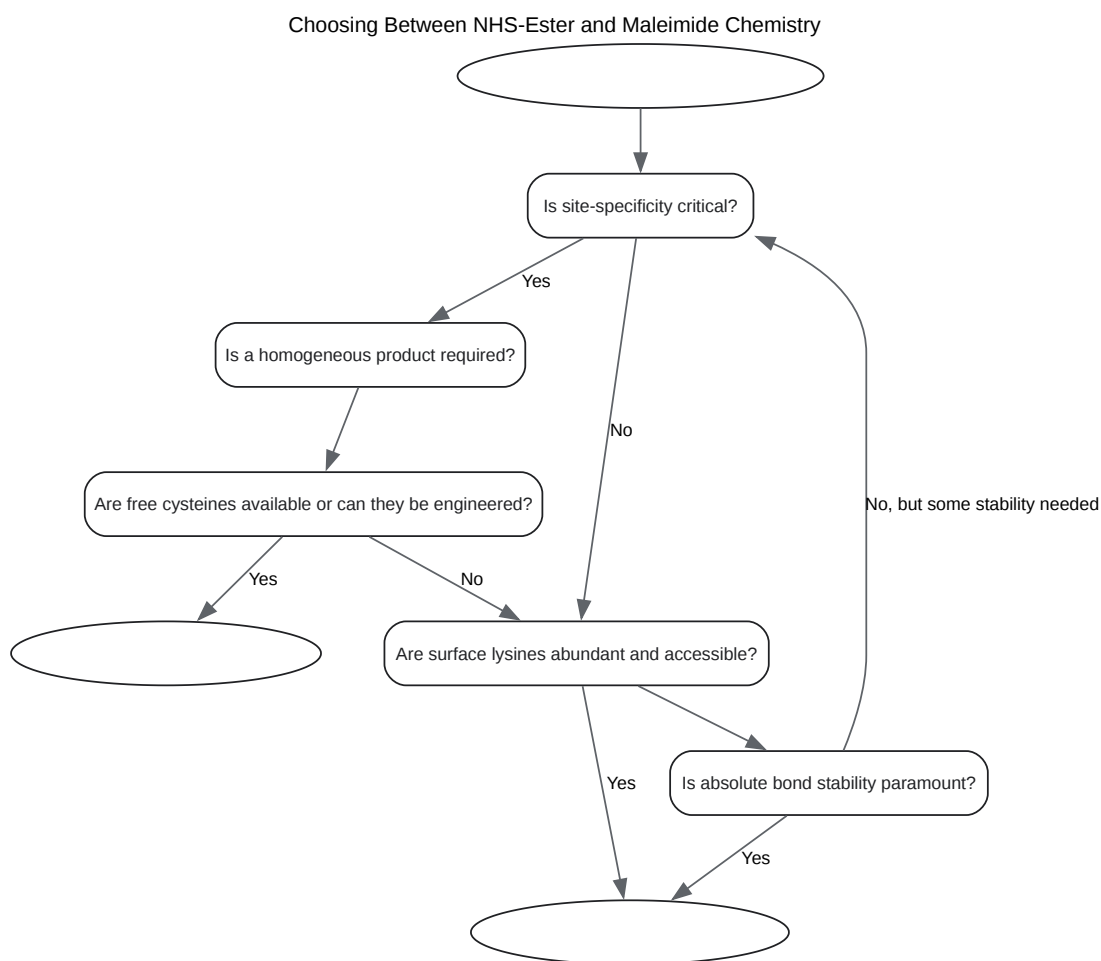 Choosing Between NHS-Ester and Maleimide Chemistry
Is site-specificity critical?
Yes
Is a homogeneous product required?
No
Are free cysteines available or can they be engineered?
No, but some stability needed
Yes
No
Are surface lysines abundant and accessible?
Yes
Is absolute bond stability paramount?
Yes